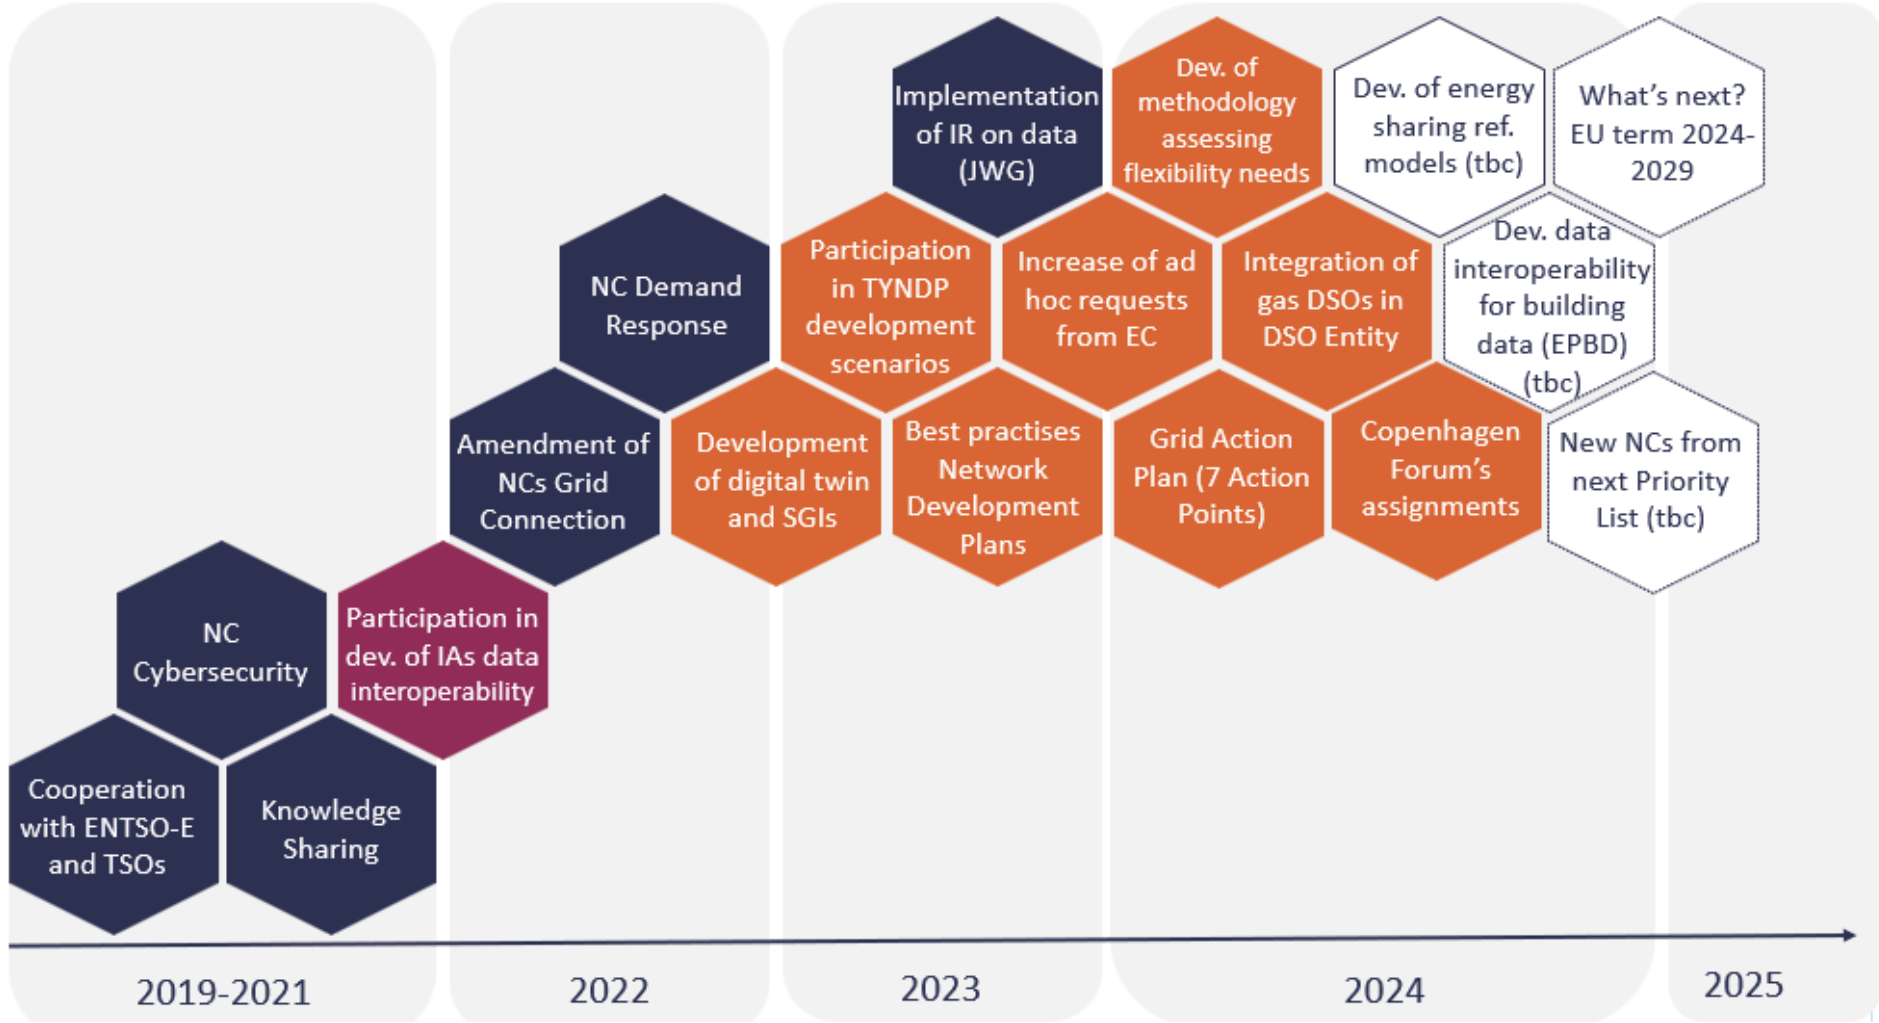 Implementation
of IR on data
(JWG)
Dev. of
methodology
assessing
flexibility needs
Dev. of energy
sharing ref.
models (tbc)
What's next?
EU term 2024-
2029
NC Demand
Response
Participation
in TYNDP
development
scenarios
Increase of ad
hoc requests
from EC
Integration of
gas DSOs in
DSO Entity
Dev. data
interoperability
for building
data (EPBD)
(tbc)
Amendment of
NCs Grid
Connection
Development
of digital twin
and SGIs
Best practises
Network
Development
Plans
Grid Action
Plan (7 Action
Points)
Copenhagen
Forum's
assignments
New NCs from
next Priority
List (tbc)
NC
Cybersecurity
Participation in
dev. of IAs data
interoperability
Cooperation
with ENTSO-E
and TSOs
Knowledge
Sharing
2019-2021
2022
2023
2024
2025